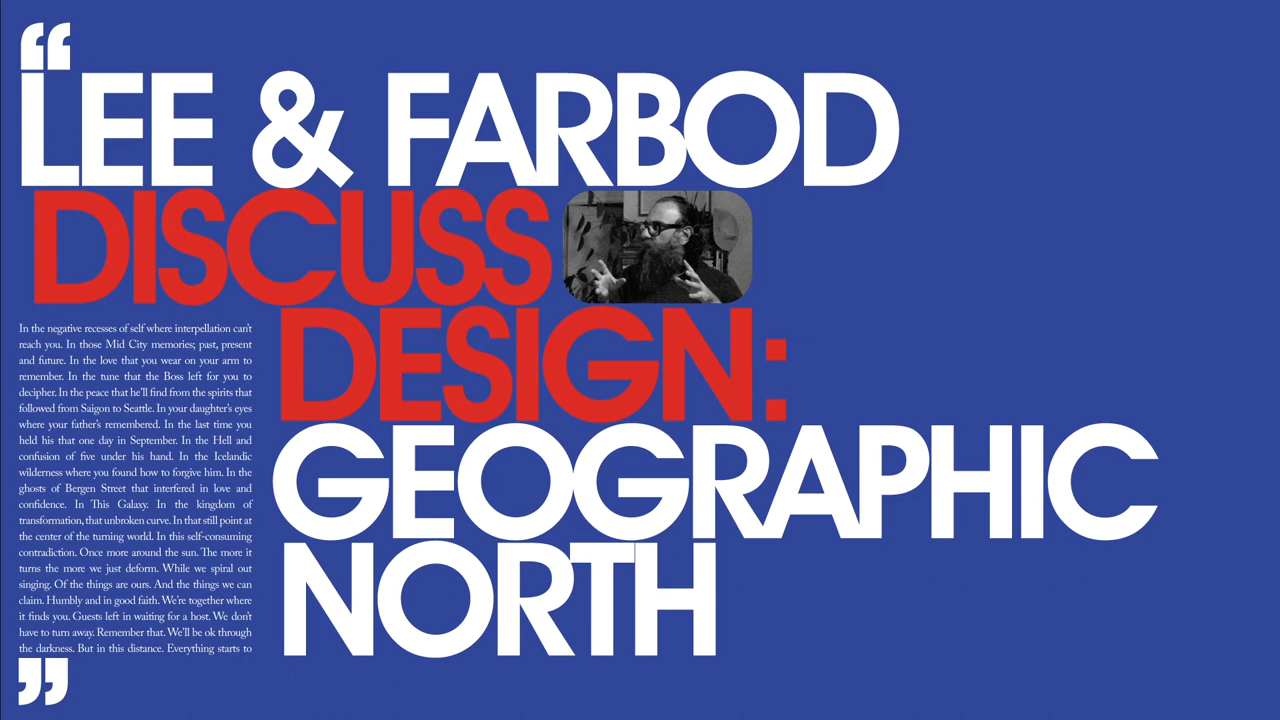 “
LEE & FARBOD
DISCUSS
DESIGN:
GEOGRAPHIC
NORTH
In the negative recesses of self where interpellation can’t
reach you. In those Mid City memories; past, present
and future. In the love that you wear on your arm to
remember. In the tune that the Boss left for you to
decipher. In the peace that he’ll find from the spirits that
followed from Saigon to Seattle. In your daughter’s eyes
where your father’s remembered. In the last time you
held his that one day in September. In the Hell and
confusion of five under his hand. In the Icelandic
wilderness where you found how to forgive him. In the
ghosts of Bergen Street that interfered in love and
confidence. In This Galaxy. In the kingdom of
transformation, that unbroken curve. In that still point at
the center of the turning world. In this self-consuming
contradiction. Once more around the sun. The more it
turns the more we just deform. While we spiral out
singing. Of the things are ours. And the things we can
claim. Humbly and in good faith. We’re together where
it finds you. Guests left in waiting for a host. We don’t
have to turn away. Remember that. We’ll be ok through
the darkness. But in this distance. Everything starts to
”